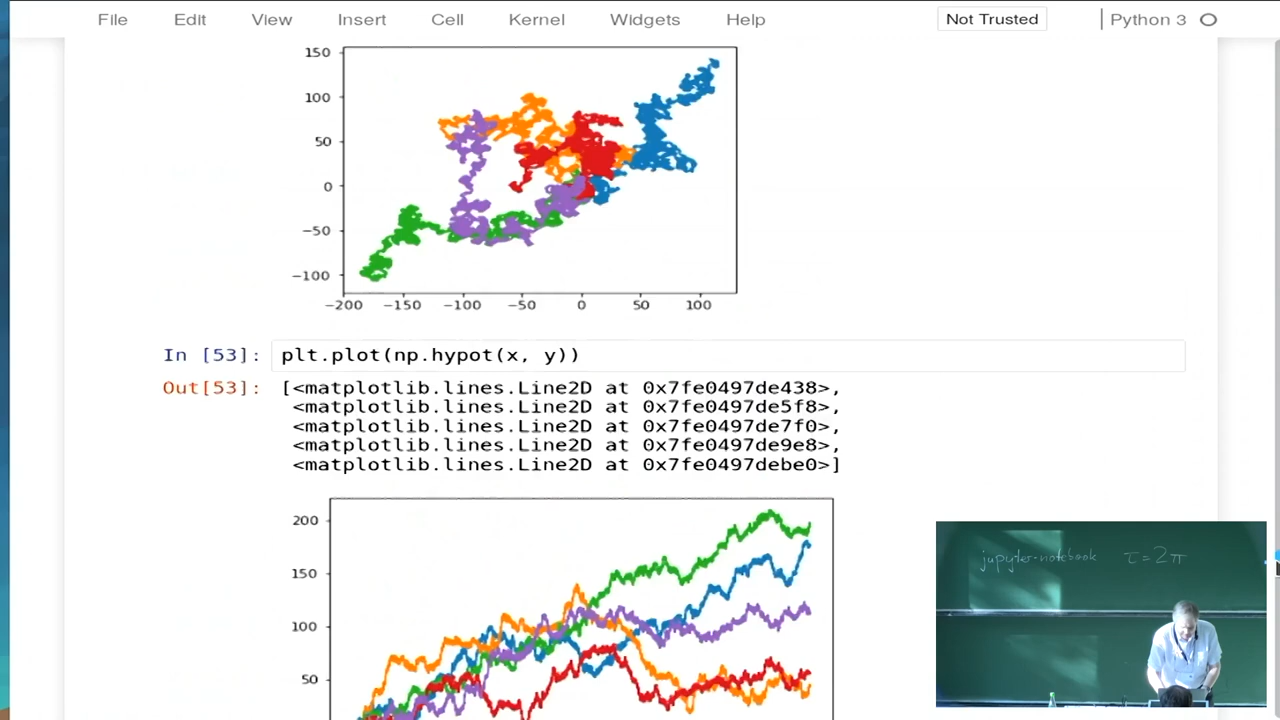 File Edit View Insert Cell Kernel Widgets Help Not Trusted Python 3
150
100
50
0
−50
−100
−200 −150 −100 −50 0 50 100
In [53]: plt.plot(np.hypot(x, y))
Out[53]: [<matplotlib.lines.Line2D at 0x7fe0497de438>,
<matplotlib.lines.Line2D at 0x7fe0497de5f8>,
<matplotlib.lines.Line2D at 0x7fe0497de7f0>,
<matplotlib.lines.Line2D at 0x7fe0497de9e8>,
<matplotlib.lines.Line2D at 0x7fe0497debe0>]
200
150
100
50
jupyter-notebook τ=2π